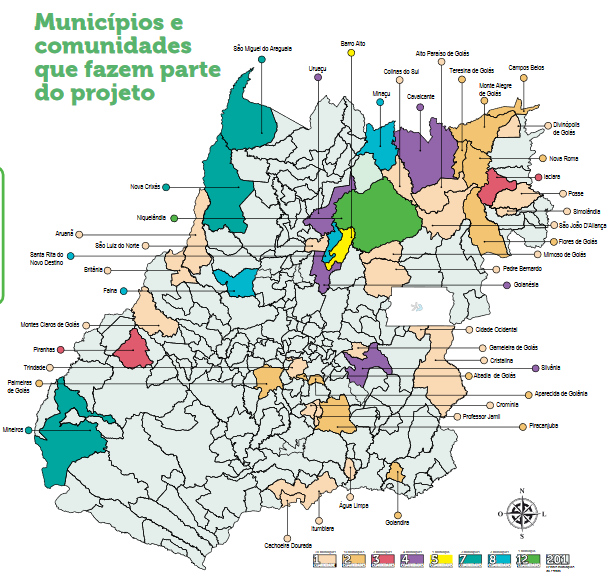 Municípios e
comunidades
que fazem parte
do projeto
São Miguel do Araguaia
Uruaçu
Barro Alto
Minaçu
Colinas do Sul
Cavalcante
Alto Paraíso de Goiás
Teresina de Goiás
Monte Alegre
de Goiás
Campos Belos
Divinópolis
de Goiás
Nova Roma
Iaciara
Posse
Simolândia
São João D'Aliança
Flores de Goiás
Mimoso de Goiás
Padre Bernardo
Goianésia
Nova Crixás
Niquelândia
Aruanã
São Luiz do Norte
Santa Rita do
Novo Destino
Britânia
Faina
Montes Claros de Goiás
Piranhas
Trindade
Palmeiras
de Goiás
Mineiros
Cidade Ocidental
Gameleira de Goiás
Cristalina
Silvânia
Abadia de Goiás
Aparecida de Goiânia
Cromínia
Professor Jamil
Piracanjuba
Goiandira
Água Limpa
Itumbiara
Cachoeira Dourada
N
O
L
S
1
2
3
4
5
7
8
12
201